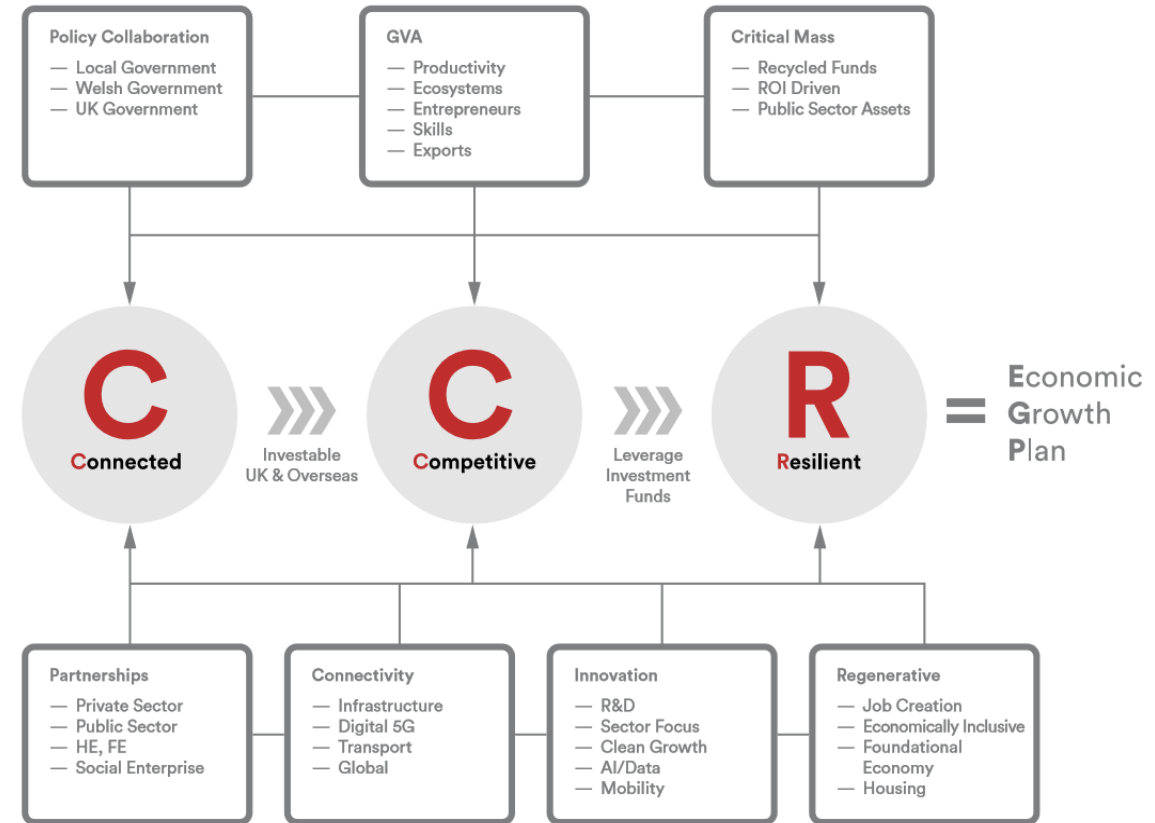 Policy Collaboration
— Local Government
— Welsh Government
— UK Government
GVA
— Productivity
— Ecosystems
— Entrepreneurs
— Skills
— Exports
Critical Mass
— Recycled Funds
— ROI Driven
— Public Sector Assets
C
Connected
Investable
UK & Overseas
C
Competitive
Leverage
Investment
Funds
R
Resilient
=
Economic
Growth
Plan
Partnerships
— Private Sector
— Public Sector
— HE, FE
— Social Enterprise
Connectivity
— Infrastructure
— Digital 5G
— Transport
— Global
Innovation
— R&D
— Sector Focus
— Clean Growth
— AI/Data
— Mobility
Regenerative
— Job Creation
— Economically Inclusive
— Foundational
Economy
— Housing